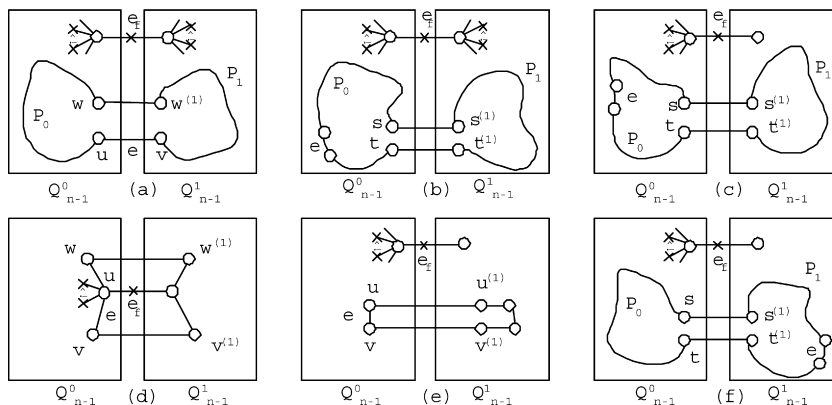 e_f
P_0 P_1
w w^(1)
u e v
Q^0_{n-1} (a) Q^1_{n-1}
e_f
P_0 P_1
s s^(1)
e t t^(1)
Q^0_{n-1} (b) Q^1_{n-1}
e_f
P_1
e
s s^(1)
P_0 t t^(1)
Q^0_{n-1} (c) Q^1_{n-1}
w w^(1)
u
e e_f
v v^(1)
Q^0_{n-1} (d) Q^1_{n-1}
e_f
u u^(1)
e
v v^(1)
Q^0_{n-1} (e) Q^1_{n-1}
e_f
P_0 s P_1
s^(1)
t t^(1) e
Q^0_{n-1} (f) Q^1_{n-1}